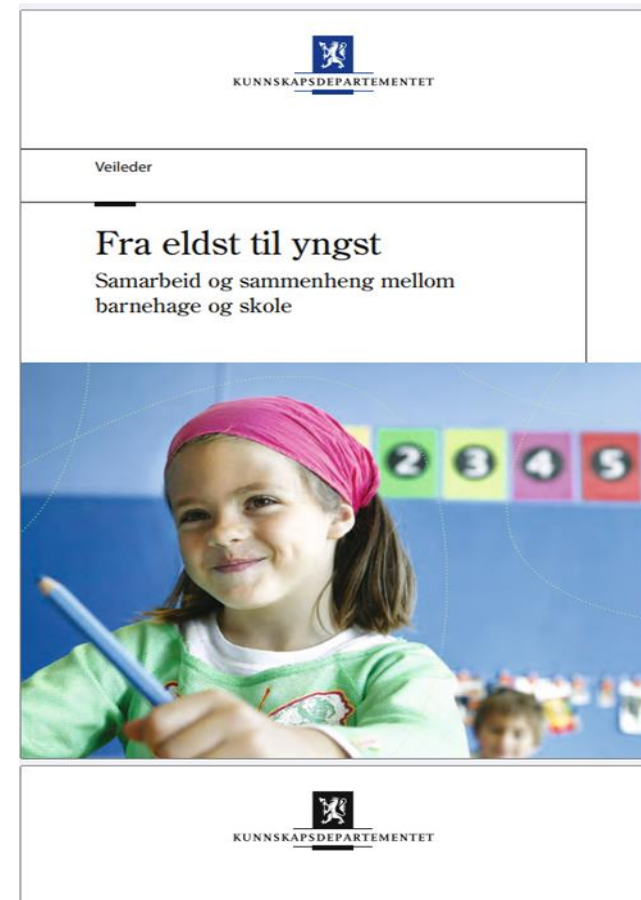 KUNNSKAPSDEPARTEMENTET
Veileder
Fra eldst til yngst
Samarbeid og sammenheng mellom
barnehage og skole
2 3 4 5
KUNNSKAPSDEPARTEMENTET